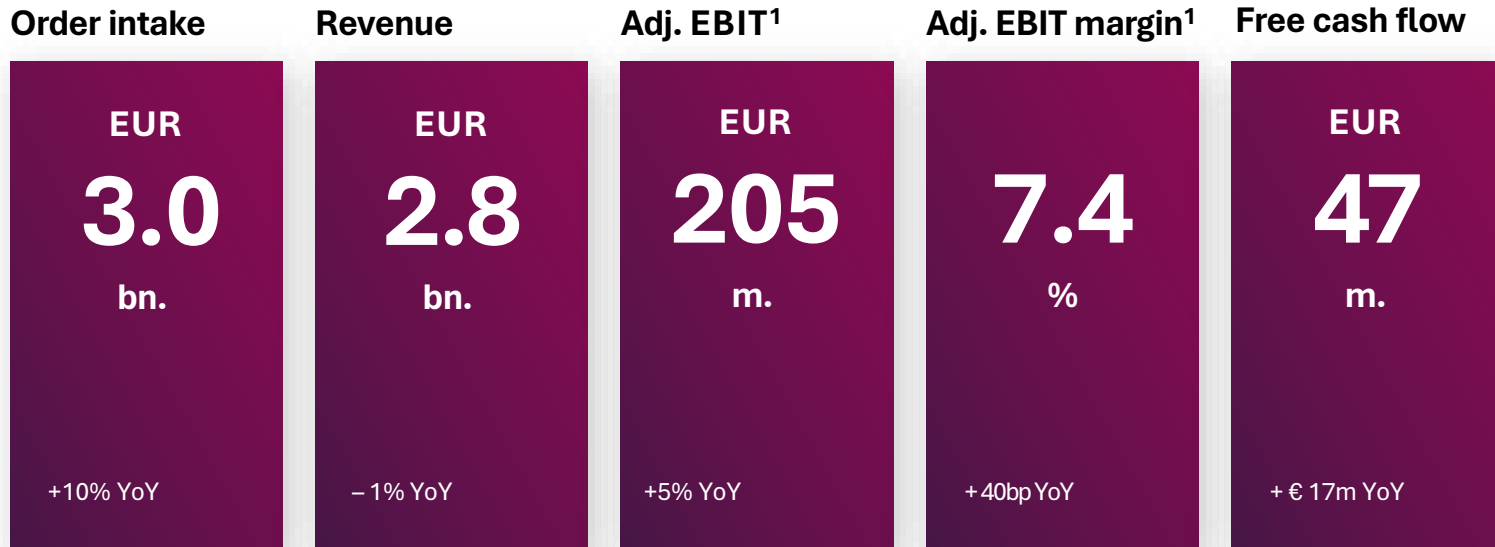 Order intake
EUR
3.0
bn.
+10% YoY
Revenue
EUR
2.8
bn.
– 1% YoY
Adj. EBIT¹
EUR
205
m.
+5% YoY
Adj. EBIT margin¹
7.4
%
+40bp YoY
Free cash flow
EUR
47
m.
+ € 17m YoY